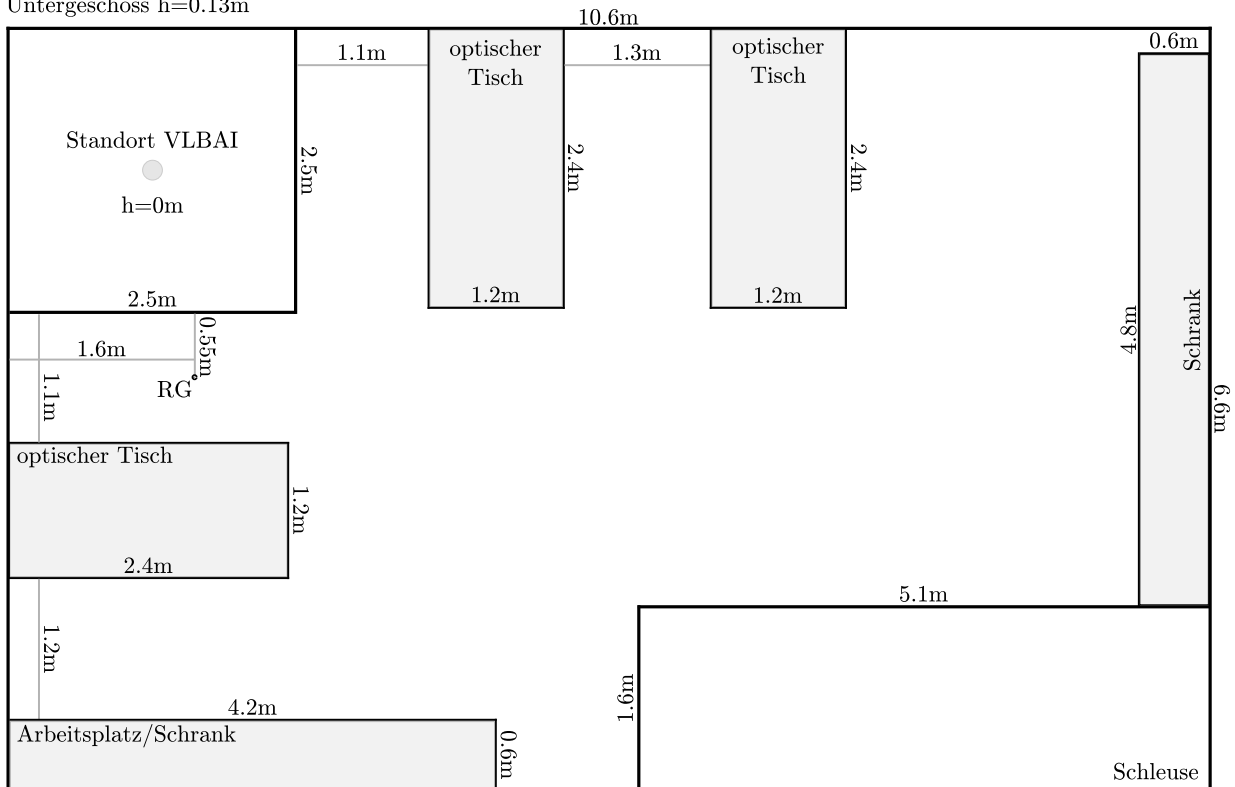 Untergeschoss h=0.13m
10.6m
0.6m
1.1m
optischer
Tisch
1.3m
optischer
Tisch
Standort VLBAI
h=0m
2.5m
2.4m
2.4m
2.5m
1.2m
1.2m
4.8m
Schrank
6.6m
1.6m
0.55m
RG
1.1m
optischer Tisch
1.2m
2.4m
5.1m
1.2m
1.6m
4.2m
Arbeitsplatz/Schrank
0.6m
Schleuse